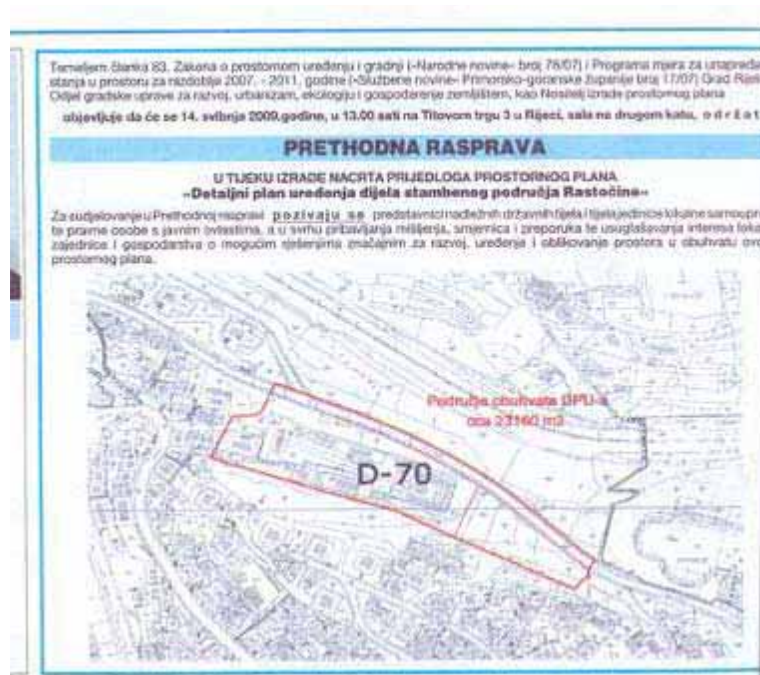 Temeljem članka 83. Zakona o prostornom uređenju i gradnji (»Narodne novine« broj 76/07) i Programa mjera za unapređe
stanja u prostoru za razdoblje 2007. - 2011. godine (»Službene novine« Primorsko-goranske županije broj 17/07) Grad Rijek
Odjel gradske uprave za razvoj, urbanizam, ekologiju i gospodarenje zemljištem, kao Nositelj izrade prostornog plana
objavljuje da će se 14. svibnja 2009.godine, u 13.00 sati na Titovom trgu 3 u Rijeci, sala na drugom katu, o d r ž a t
PRETHODNA RASPRAVA
U TIJEKU IZRADE NACRTA PRIJEDLOGA PROSTORNOG PLANA
»Detaljni plan uređenja dijela stambenog područja Rastočine«
Za sudjelovanje u Prethodnoj raspravi pozivaju se predstavnici nadležnih državnih tijela i tijela jedinice lokalne samoupr
te pravne osobe s javnim ovlastima, a u svrhu pribavljanja mišljenja, smjernica i preporuka te usuglašavanja interesa loka
zajednice i gospodarstva o mogućim rješenjima značajnim za razvoj, uređenje i oblikovanje prostora u obuhvatu ovo
prostornog plana.
Područje obuhvata DPU-a
cca 23160 m2
D-70